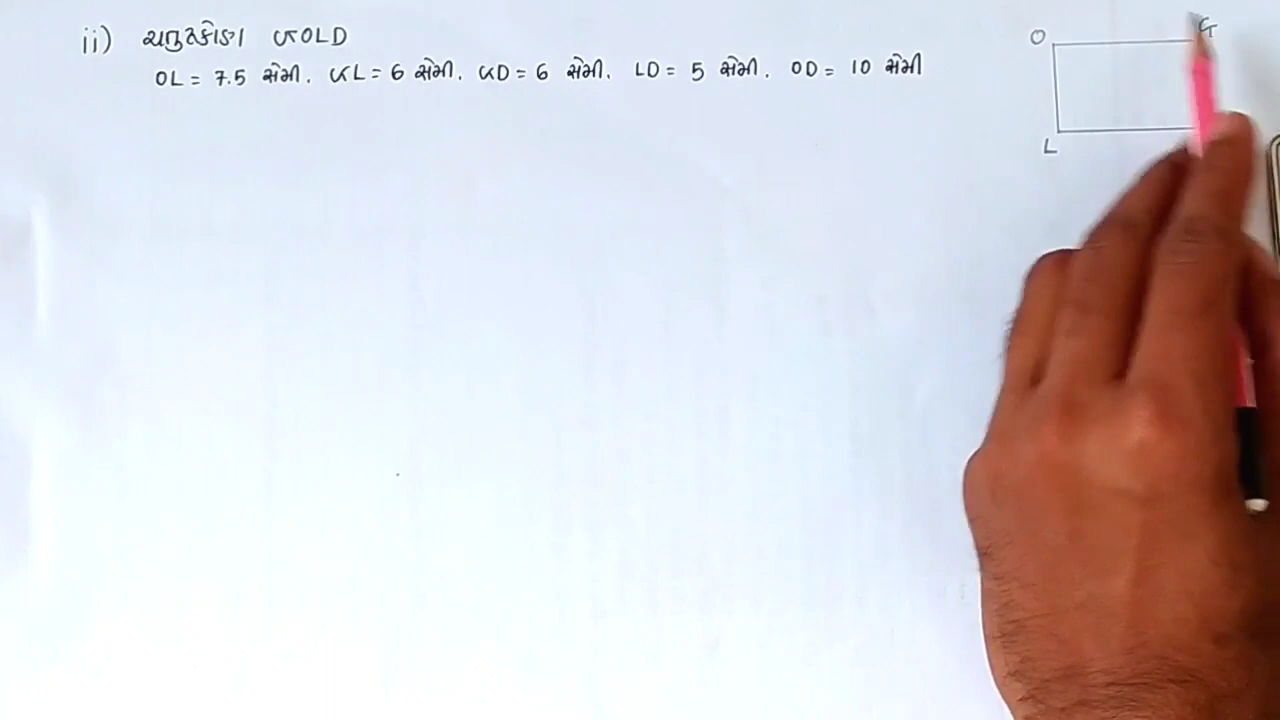 ii) ચતુષ્કોણ GOLD
OL = 7.5 સેમી. GL = 6 સેમી. GD = 6 સેમી. LD = 5 સેમી. OD = 10 સેમી
O G
L